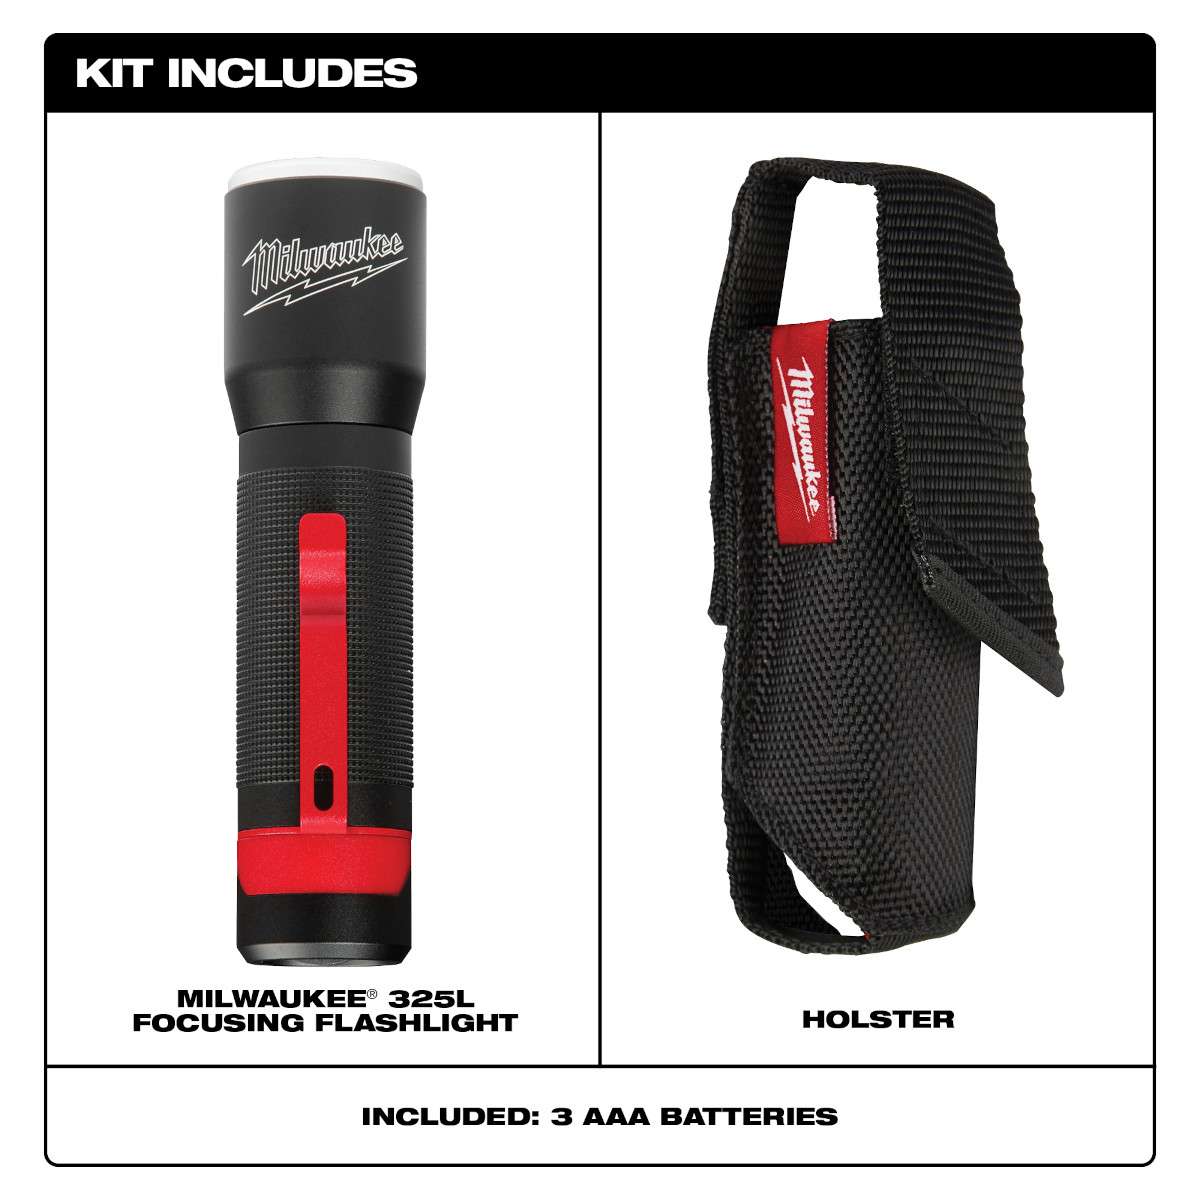 KIT INCLUDES
Milwaukee
Milwaukee
MILWAUKEE® 325L
FOCUSING FLASHLIGHT
HOLSTER
INCLUDED: 3 AAA BATTERIES